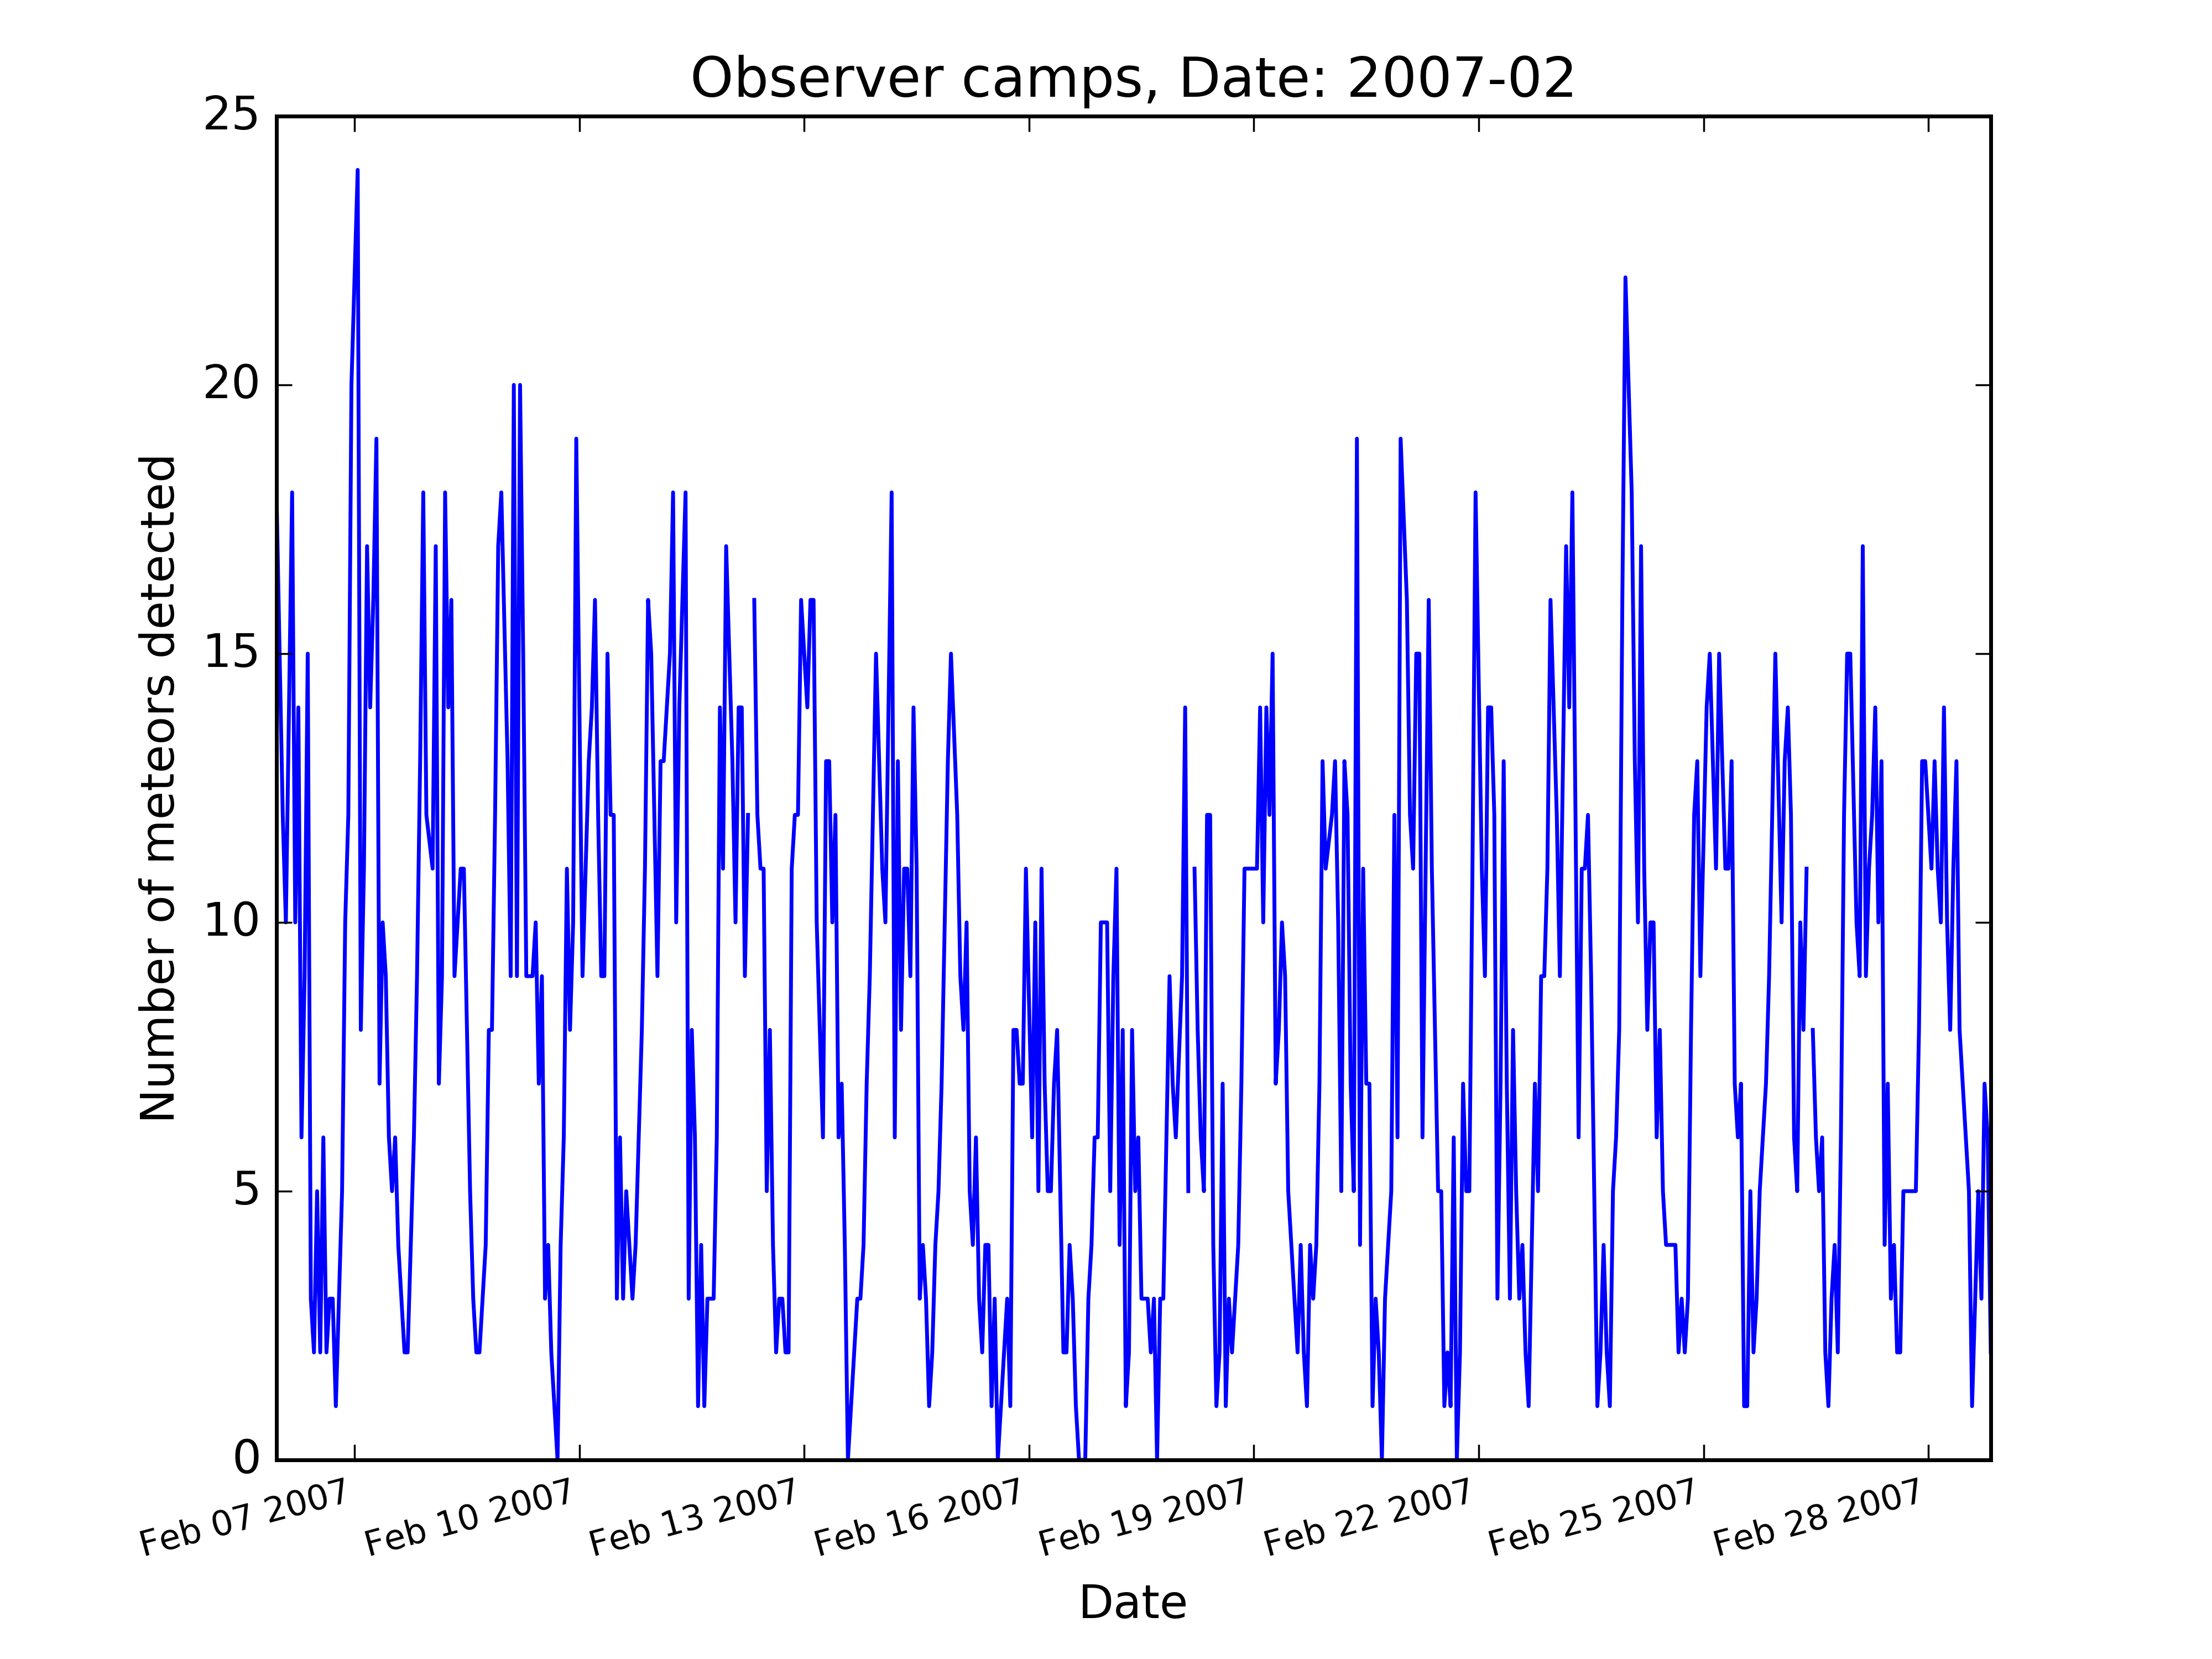 Observer camps, Date: 2007-02
25
20
15
10
5
0
Number of meteors detected
Feb 07 2007
Feb 10 2007
Feb 13 2007
Feb 16 2007
Feb 19 2007
Feb 22 2007
Feb 25 2007
Feb 28 2007
Date